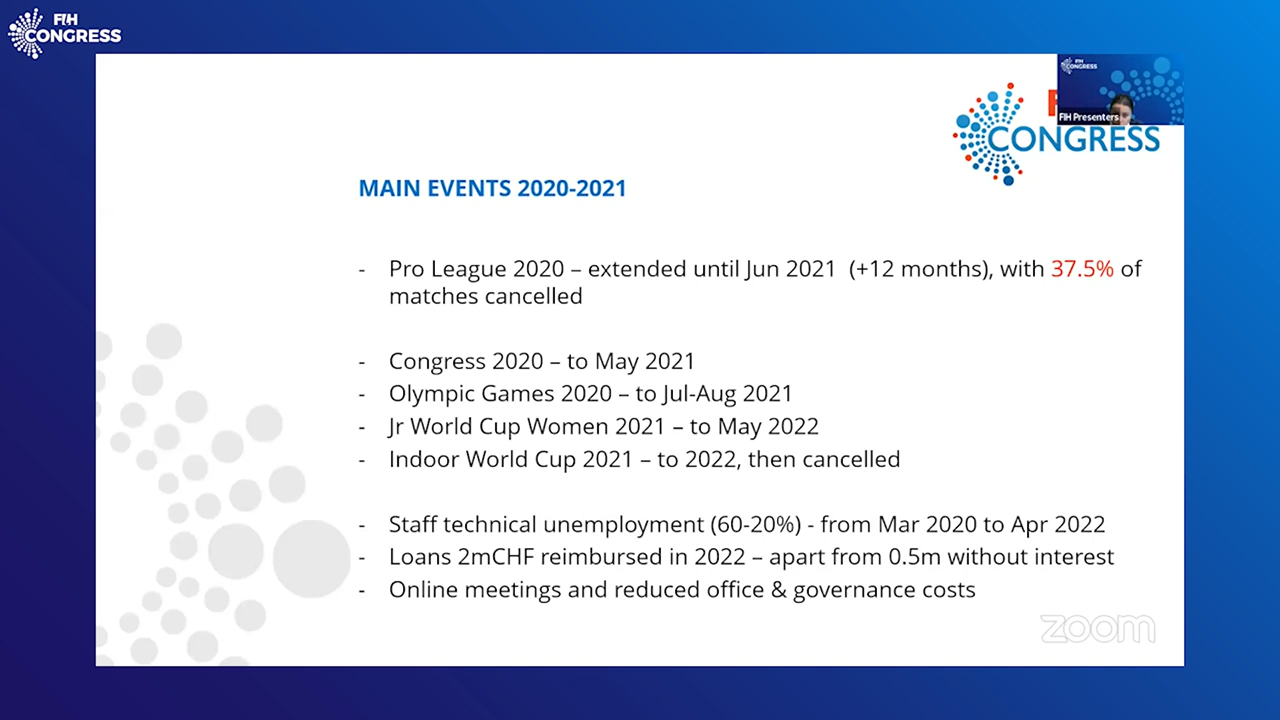 FIH
CONGRESS
FIH
CONGRESS
FIH Presenters
CONGRESS
MAIN EVENTS 2020-2021
- Pro League 2020 – extended until Jun 2021 (+12 months), with 37.5% of
matches cancelled
- Congress 2020 – to May 2021
- Olympic Games 2020 – to Jul-Aug 2021
- Jr World Cup Women 2021 – to May 2022
- Indoor World Cup 2021 – to 2022, then cancelled
- Staff technical unemployment (60-20%) - from Mar 2020 to Apr 2022
- Loans 2mCHF reimbursed in 2022 – apart from 0.5m without interest
- Online meetings and reduced office & governance costs
zoom